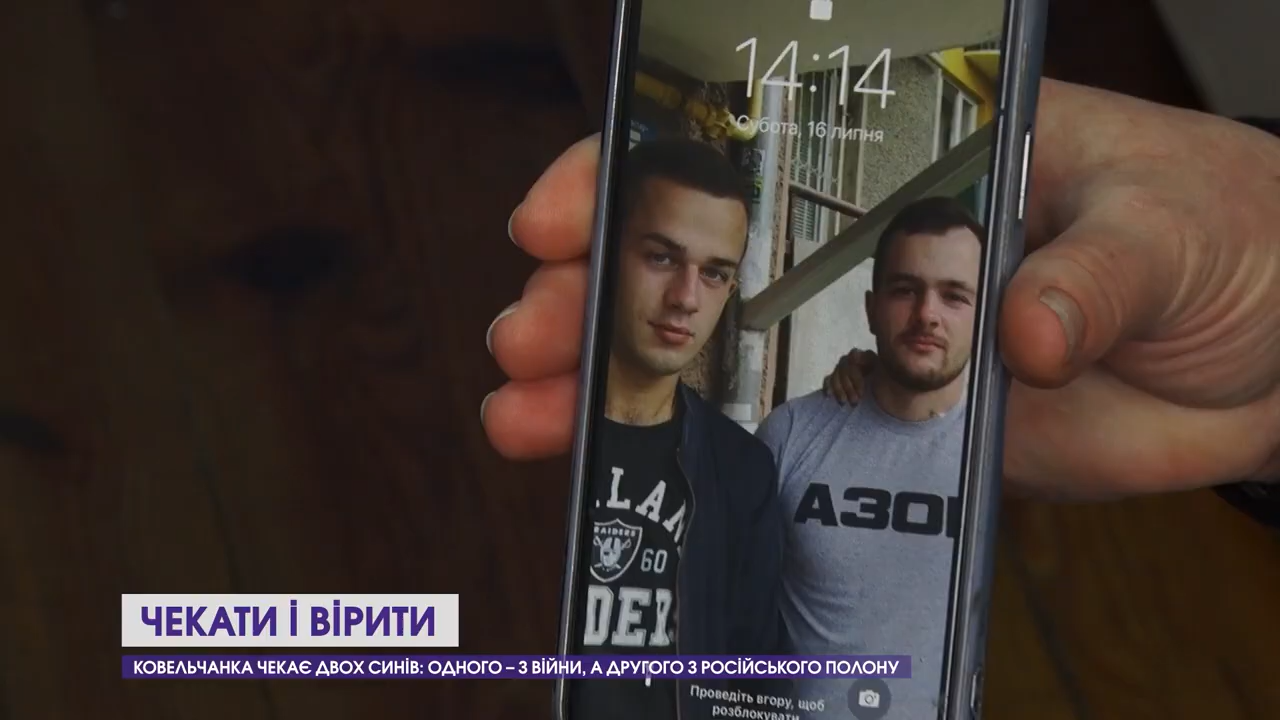 14:14
Субота, 16 липня
RAIDERS
60
АЗО
ЧЕКАТИ І ВІРИТИ
КОВЕЛЬЧАНКА ЧЕКАЄ ДВОХ СИНІВ: ОДНОГО – З ВІЙНИ, А ДРУГОГО З РОСІЙСЬКОГО ПОЛОНУ
Проведіть вгору, щоб
розблокувати